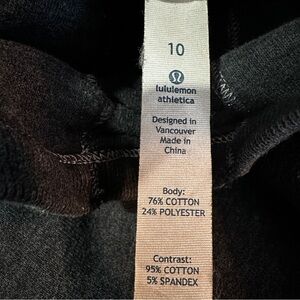 10
lululemon
athletica
Designed in
Vancouver
Made in
China
Body:
76% COTTON
24% POLYESTER
Contrast:
95% COTTON
5% SPANDEX